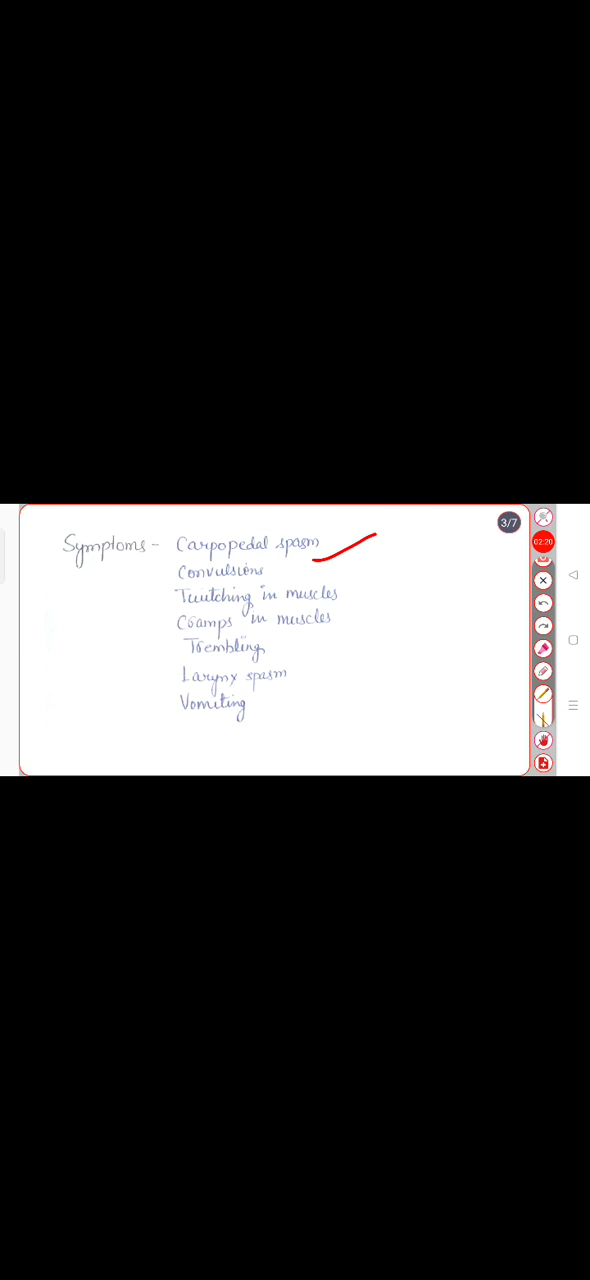 3/7
Symptoms - Carpopedal spasm
02:20
Convulsions
Twitching in muscles
Cramps in muscles
Trembling
Larynx spasm
Vomiting